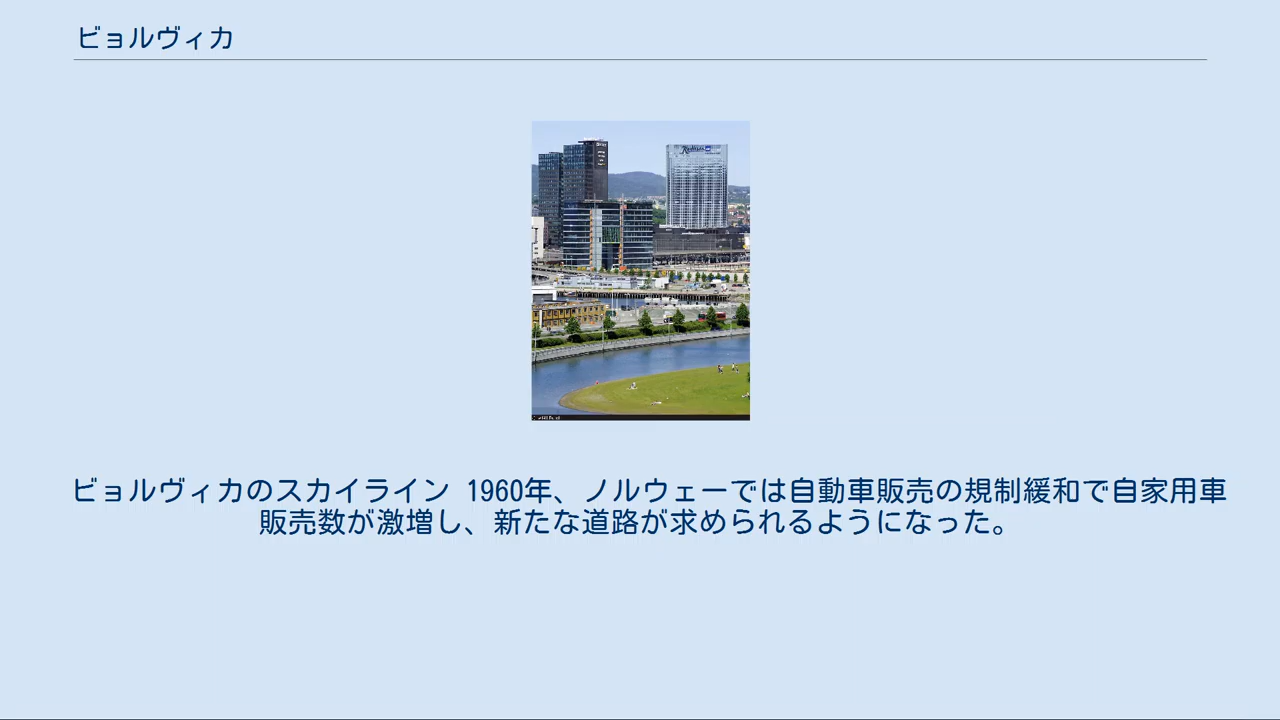 ビョルヴィカ
Radisson
ビョルヴィカのスカイライン 1960年、ノルウェーでは自動車販売の規制緩和で自家用車
販売数が激増し、新たな道路が求められるようになった。